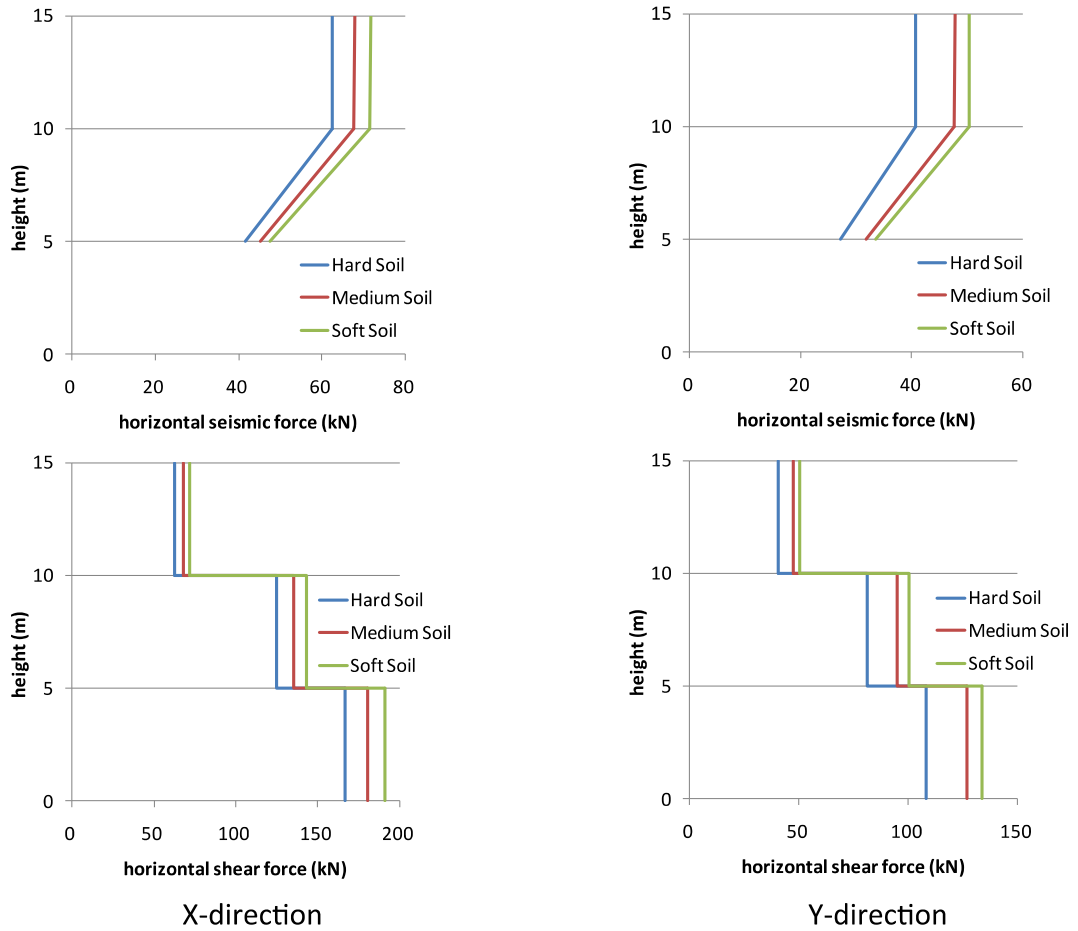 15
10
5
0
height (m)
Hard Soil
Medium Soil
Soft Soil
0 20 40 60 80
horizontal seismic force (kN)
15
10
5
0
height (m)
Hard Soil
Medium Soil
Soft Soil
0 20 40 60
horizontal seismic force (kN)
15
10
5
0
height (m)
Hard Soil
Medium Soil
Soft Soil
0 50 100 150 200
horizontal shear force (kN)
X-direction
15
10
5
0
height (m)
Hard Soil
Medium Soil
Soft Soil
0 50 100 150
horizontal shear force (kN)
Y-direction